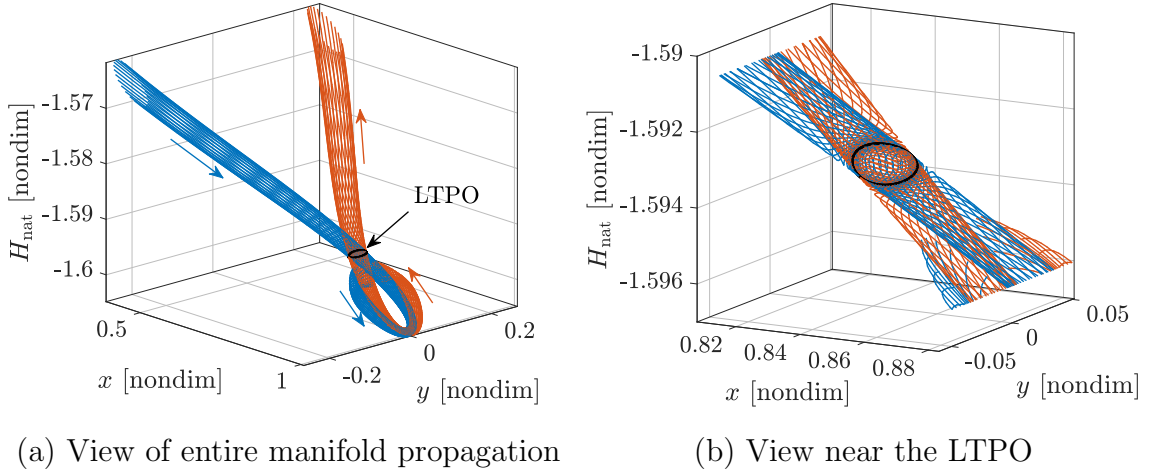 -1.57
-1.58
-1.59
-1.6
H_nat [nondim]
LTPO
0.5
1
x [nondim]
-0.2
0
0.2
y [nondim]
(a) View of entire manifold propagation
-1.59
-1.592
-1.594
-1.596
H_nat [nondim]
0.82
0.84
0.86
0.88
x [nondim]
-0.05
0
0.05
y [nondim]
(b) View near the LTPO